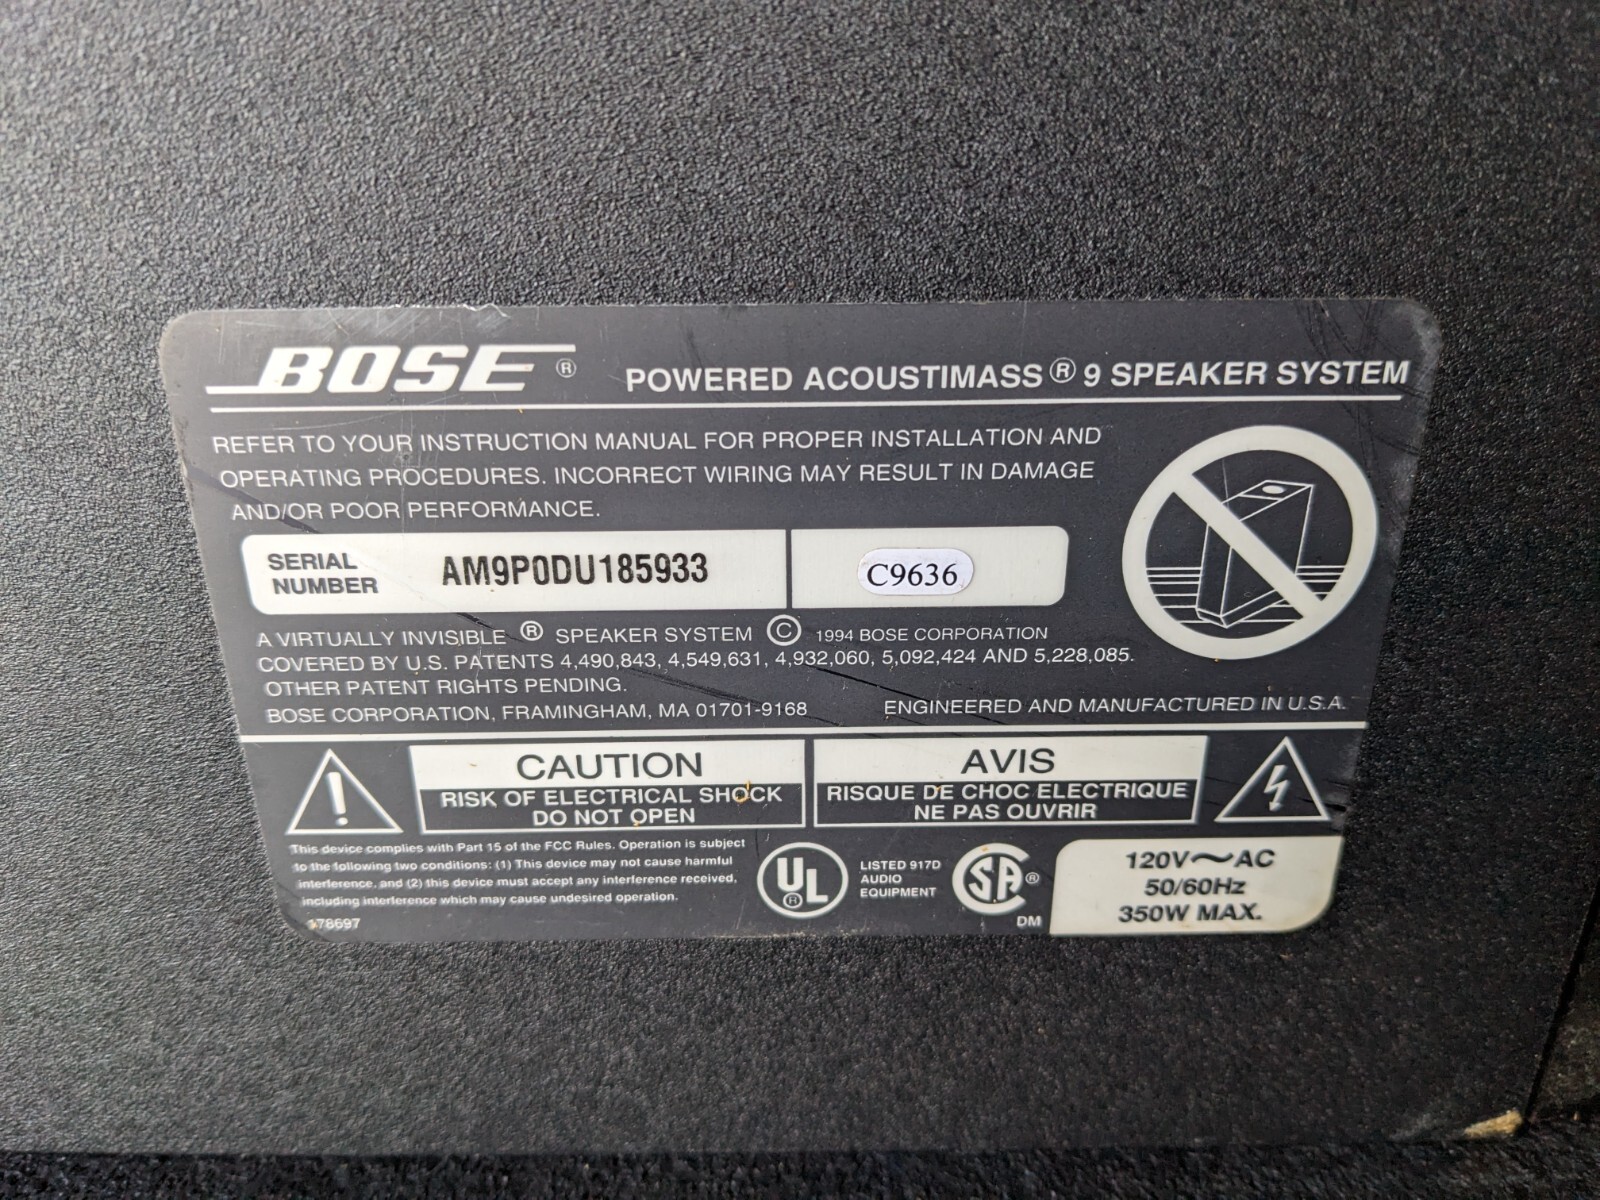 BOSE ® POWERED ACOUSTIMASS ® 9 SPEAKER SYSTEM
REFER TO YOUR INSTRUCTION MANUAL FOR PROPER INSTALLATION AND
OPERATING PROCEDURES. INCORRECT WIRING MAY RESULT IN DAMAGE
AND/OR POOR PERFORMANCE.
SERIAL
NUMBER
AM9P0DU185933
C9636
A VIRTUALLY INVISIBLE ® SPEAKER SYSTEM © 1994 BOSE CORPORATION
COVERED BY U.S. PATENTS 4,490,843, 4,549,631, 4,932,060, 5,092,424 AND 5,228,085.
OTHER PATENT RIGHTS PENDING.
BOSE CORPORATION, FRAMINGHAM, MA 01701-9168
ENGINEERED AND MANUFACTURED IN U.S.A.
CAUTION
RISK OF ELECTRICAL SHOCK
DO NOT OPEN
AVIS
RISQUE DE CHOC ELECTRIQUE
NE PAS OUVRIR
This device complies with Part 15 of the FCC Rules. Operation is subject
to the following two conditions: (1) This device may not cause harmful
interference, and (2) this device must accept any interference received,
including interference which may cause undesired operation.
178697
UL ®
LISTED 917D
AUDIO
EQUIPMENT
SA ®
DM
120V~AC
50/60Hz
350W MAX.